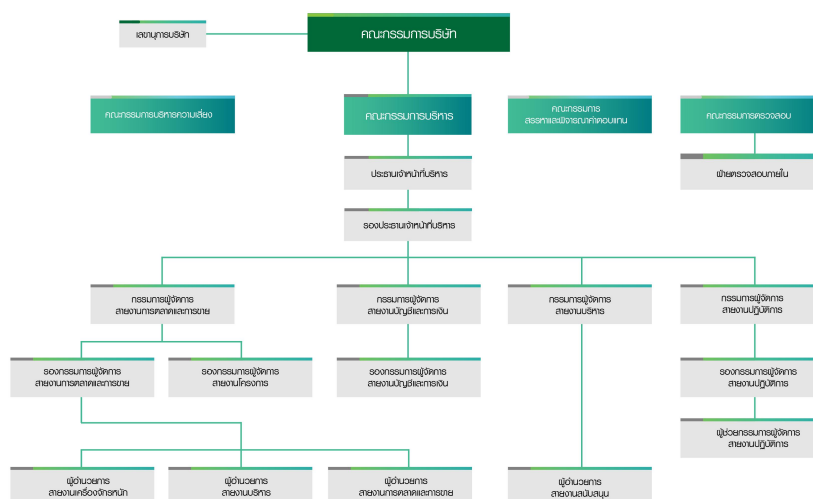 คณะกรรมการบริษัท
เลขานุการบริษัท
คณะกรรมการบริหารความเสี่ยง
คณะกรรมการบริหาร
คณะกรรมการ
สรรหาและพิจารณาค่าตอบแทน
คณะกรรมการตรวจสอบ
ประธานเจ้าหน้าที่บริหาร
ฝ่ายตรวจสอบภายใน
รองประธานเจ้าหน้าที่บริหาร
กรรมการผู้จัดการ
สายงานการตลาดและการขาย
กรรมการผู้จัดการ
สายงานบัญชีและการเงิน
กรรมการผู้จัดการ
สายงานบริหาร
กรรมการผู้จัดการ
สายงานปฏิบัติการ
รองกรรมการผู้จัดการ
สายงานการตลาดและการขาย
รองกรรมการผู้จัดการ
สายงานโครงการ
รองกรรมการผู้จัดการ
สายงานบัญชีและการเงิน
รองกรรมการผู้จัดการ
สายงานปฏิบัติการ
ผู้ช่วยกรรมการผู้จัดการ
สายงานปฏิบัติการ
ผู้อำนวยการ
สายงานเครื่องจักรหนัก
ผู้อำนวยการ
สายงานบริหาร
ผู้อำนวยการ
สายงานการตลาดและการขาย
ผู้อำนวยการ
สายงานสนับสนุน